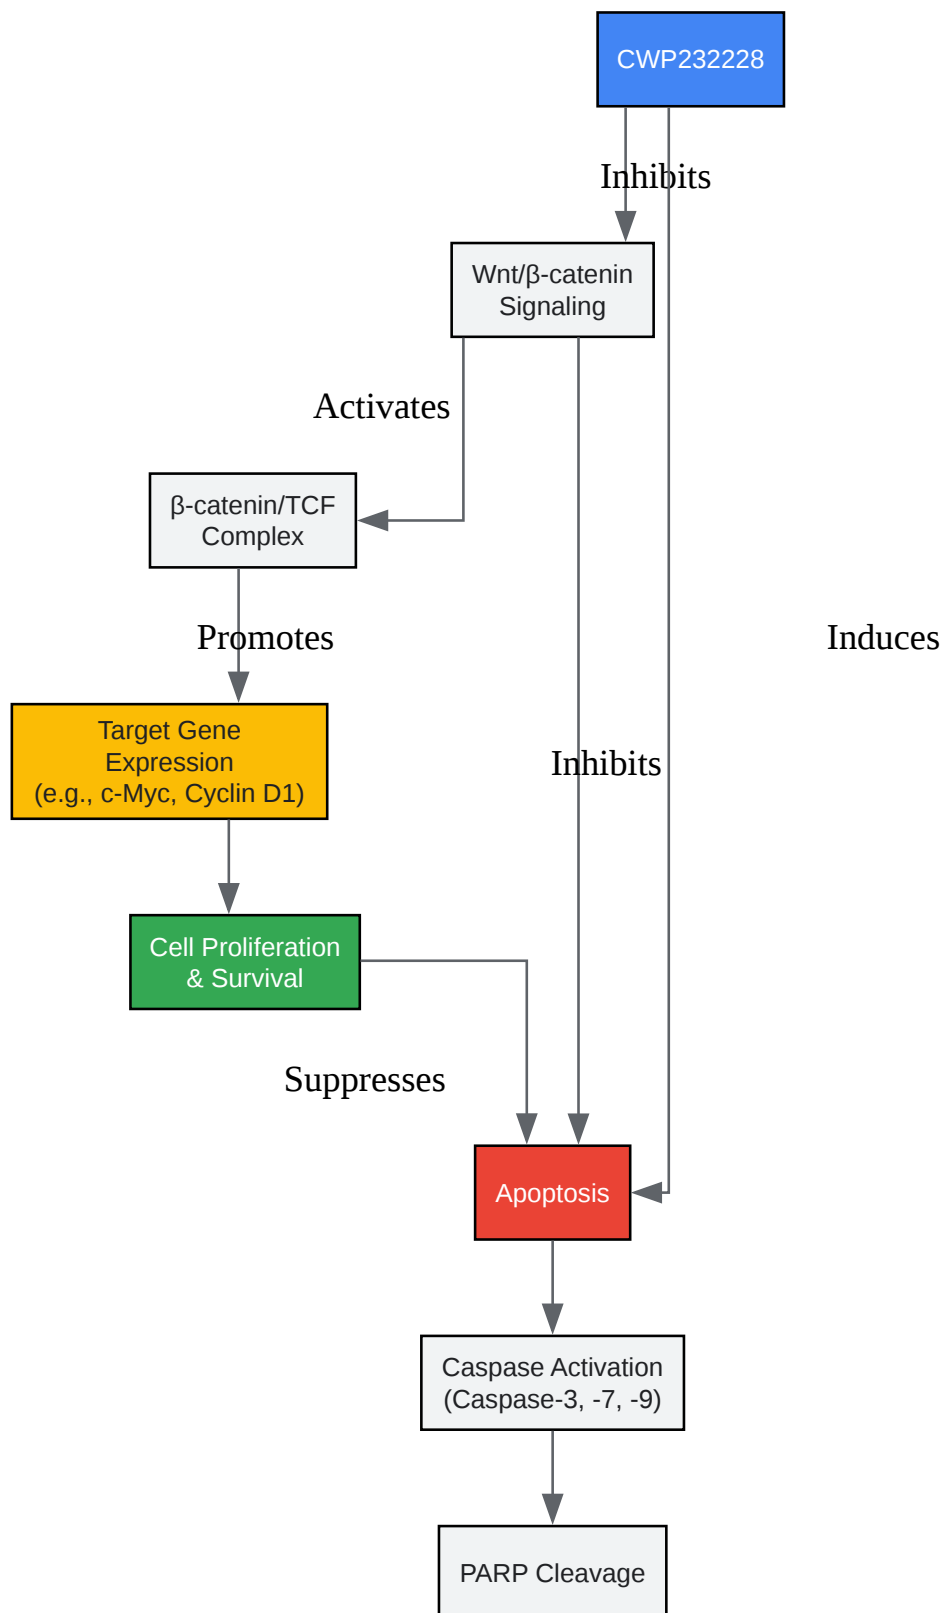 CWP232228
Inhibits
Wnt/β-catenin
Signaling
Activates
β-catenin/TCF
Complex
Promotes
Induces
Target Gene
Expression
(e.g., c-Myc, Cyclin D1)
Inhibits
Cell Proliferation
& Survival
Suppresses
Apoptosis
Caspase Activation
(Caspase-3, -7, -9)
PARP Cleavage